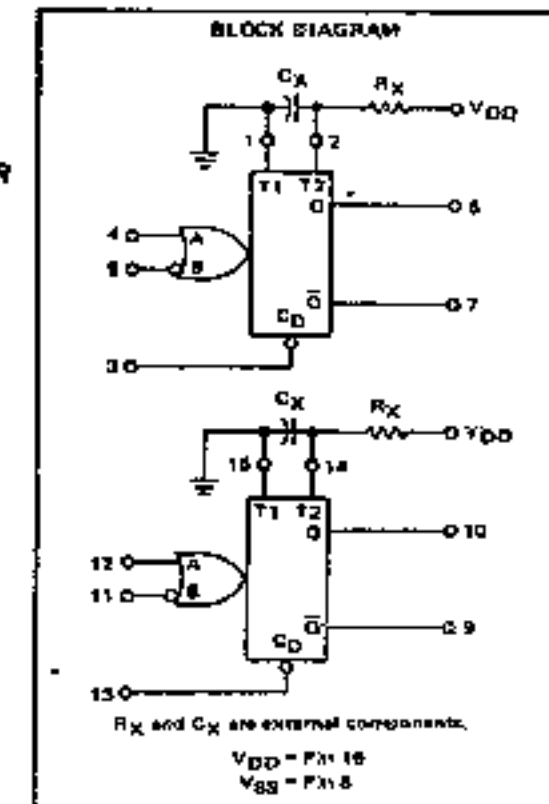 BLOCK DIAGRAM
CX
RX
VDD
1
2
T1 T2
Q
6
4
A
5
B
Q
7
CD
3
CX
RX
VDD
15
14
T1 T2
Q
10
12
A
11
B
Q
9
CD
13
RX and CX are external components.
VDD = Pin 16
VSS = Pin 8